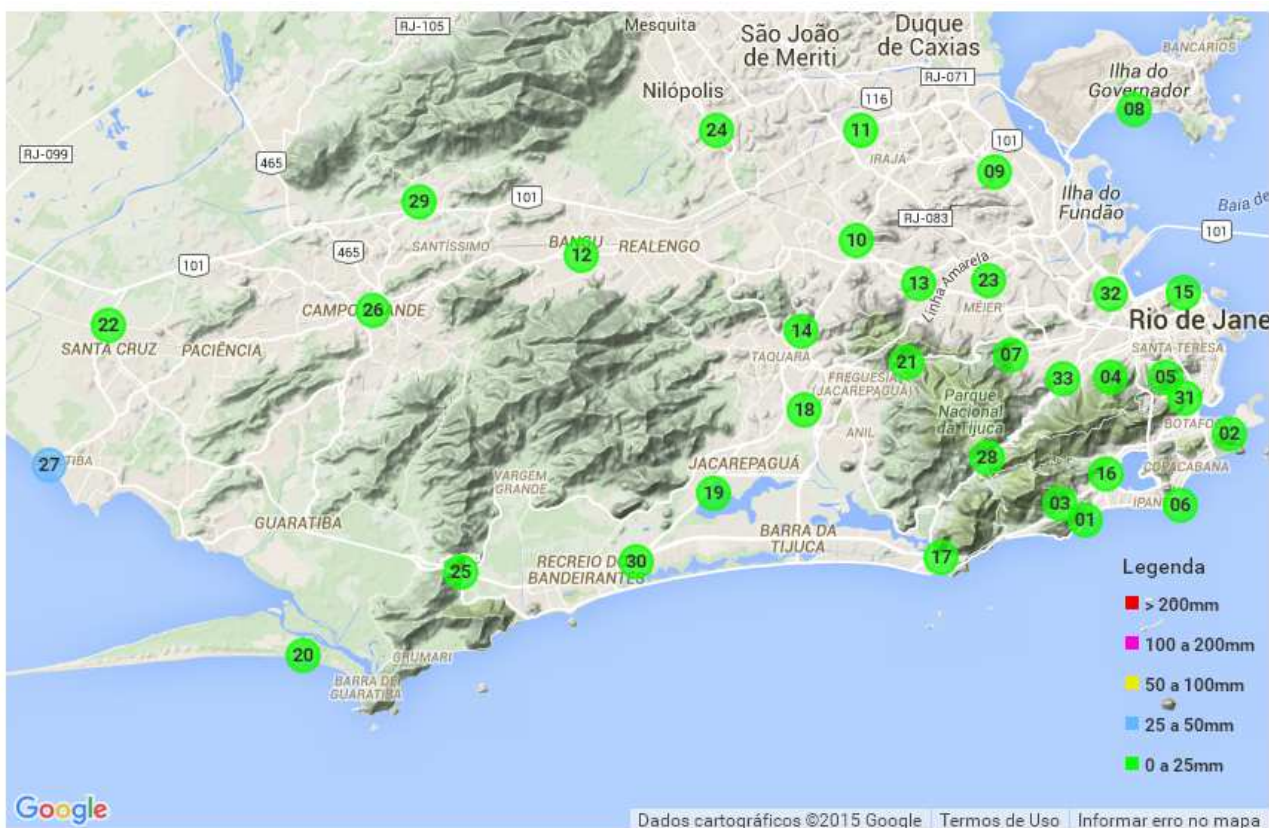 RJ-105
Mesquita
São João
de Meriti
Duque
de Caxias
BANCÁRIOS
RJ-071
Ilha do
Governador
Nilópolis
116
08
24
11
101
RJ-099
465
IRAJÁ
09
Ilha do
Fundão
29
101
RJ-083
Baía de
101
SANTÍSSIMO
BANGU
REALENGO
10
465
12
101
Linha Amarela
13
23
32
15
26
CAMPO GRANDE
MÉIER
22
14
Rio de Jane
SANTA CRUZ
PACIÊNCIA
TAQUARA
07
SANTA TERESA
21
FREGUESIA
(JACAREPAGUÁ)
33
04
05
31
Parque
Nacional
da Tijuca
18
BOTAFO
ANIL
02
28
27
TIBA
JACAREPAGUÁ
COPACABANA
16
VARGEM
GRANDE
19
03
IPAN
06
GUARATIBA
01
BARRA DA
TIJUCA
17
RECREIO DO
BANDEIRANTES
30
25
Legenda
> 200mm
100 a 200mm
20
GRUMARI
BARRA DE
GUARATIBA
50 a 100mm
25 a 50mm
0 a 25mm
Google
Dados cartográficos ©2015 Google
Termos de Uso
Informar erro no mapa